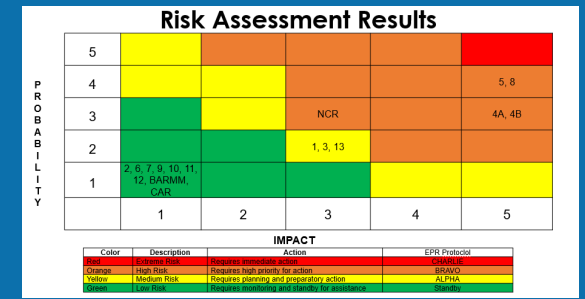 Risk Assessment Results
PROBABILITY
5
4
5, 8
3
NCR
4A, 4B
2
1, 3, 13
1
2, 6, 7, 9, 10, 11,
12, BARMM,
CAR
1 2 3 4 5
IMPACT
Color Description Action EPR Protoclol
Red Extreme Risk Requires immediate action CHARLIE
Orange High Risk Requires high priority for action BRAVO
Yellow Medium Risk Requires planning and preparatory action ALPHA
Green Low Risk Requires monitoring and standby for assistance Standby